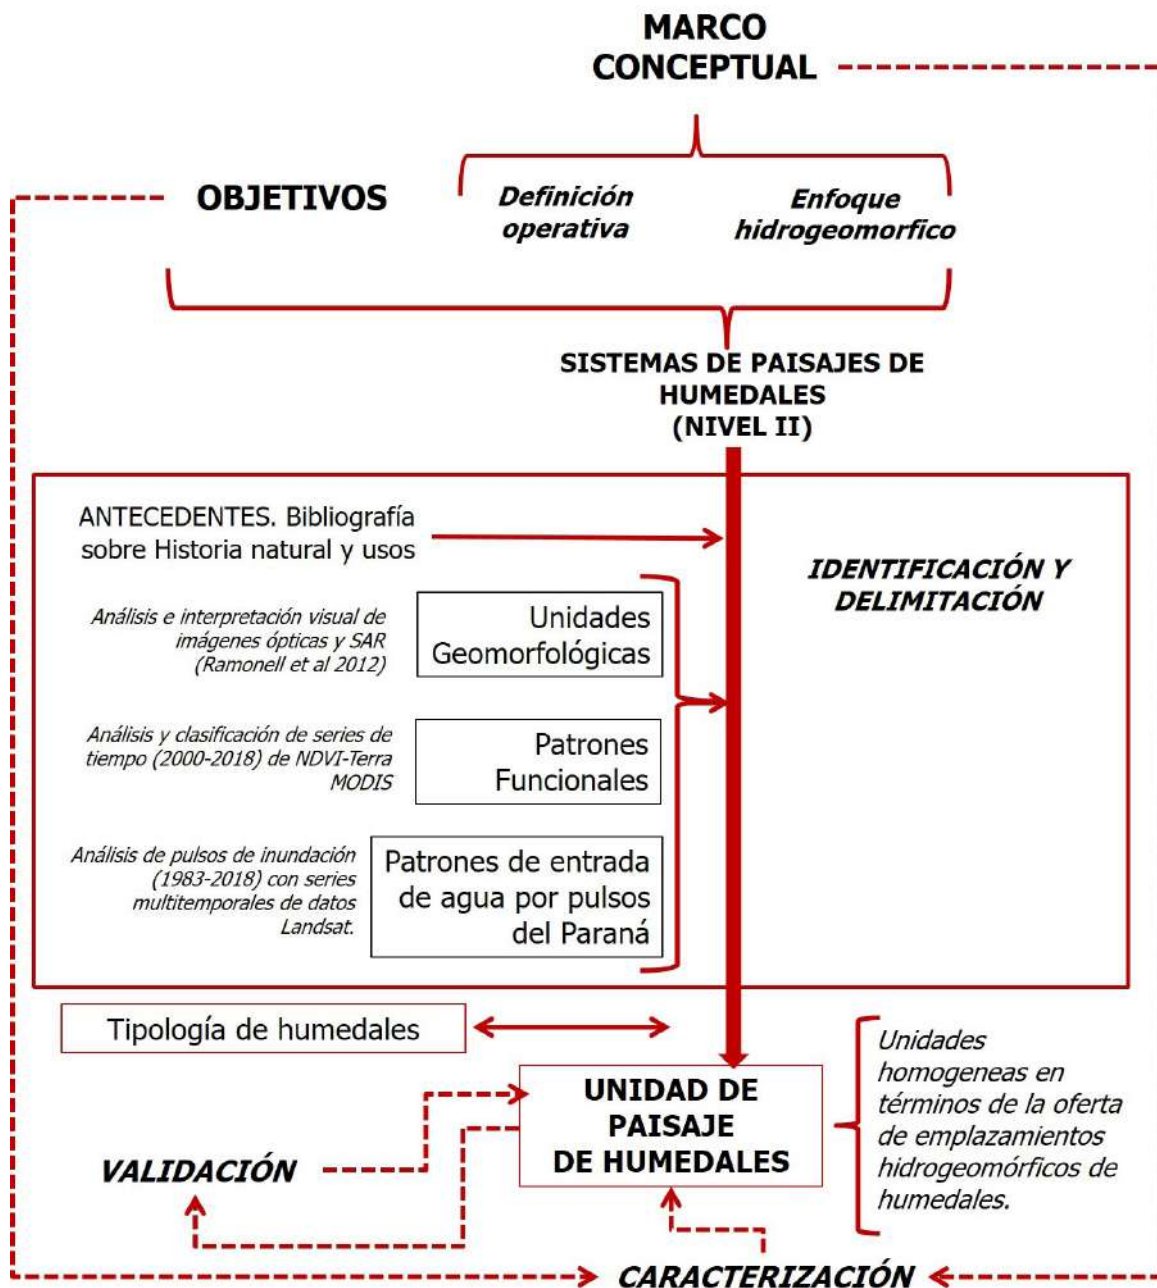 MARCO
CONCEPTUAL
OBJETIVOS
Definición
operativa
Enfoque
hidrogeomorfico
SISTEMAS DE PAISAJES DE
HUMEDALES
(NIVEL II)
ANTECEDENTES. Bibliografía
sobre Historia natural y usos
IDENTIFICACIÓN Y
DELIMITACIÓN
Análisis e interpretación visual de
imágenes ópticas y SAR
(Ramonell et al 2012)
Unidades
Geomorfológicas
Análisis y clasificación de series de
tiempo (2000-2018) de NDVI-Terra
MODIS
Patrones
Funcionales
Análisis de pulsos de inundación
(1983-2018) con series
multitemporales de datos
Landsat.
Patrones de entrada
de agua por pulsos
del Paraná
Tipología de humedales
UNIDAD DE
PAISAJE
DE HUMEDALES
Unidades
homogeneas en
términos de la oferta
de emplazamientos
hidrogeomórficos de
humedales.
VALIDACIÓN
CARACTERIZACIÓN